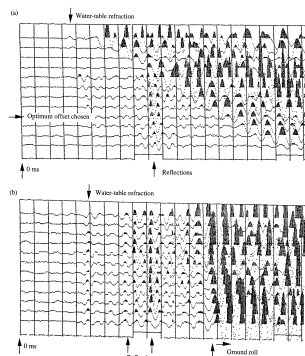 (a)
Water-table refraction
Optimum offset chosen
0 ms
Reflections
(b)
Water-table refraction
0 ms
Ground roll